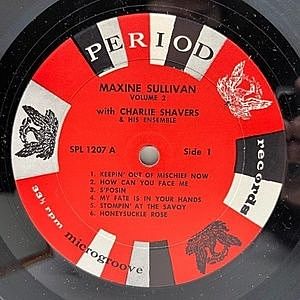 PERIOD
MAXINE SULLIVAN
VOLUME 2
with CHARLIE SHAVERS
& HIS ENSEMBLE
SPL 1207 A
Side 1
1. KEEPIN' OUT OF MISCHIEF NOW
2. HOW CAN YOU FACE ME
3. S'POSIN
4. MY FATE IS IN YOUR HANDS
5. STOMPIN' AT THE SAVOY
6. HONEYSUCKLE ROSE
33⅓ rpm
microgroove
records